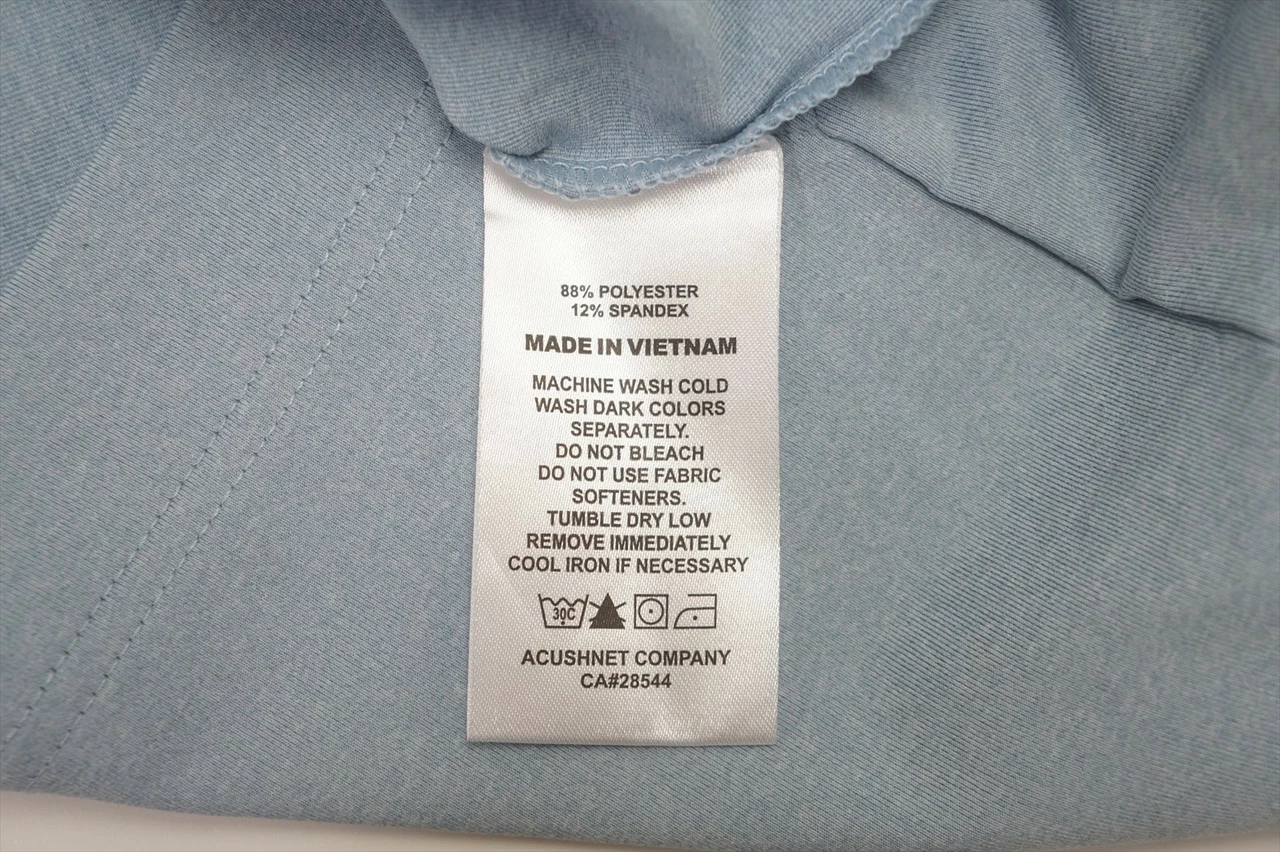 88% POLYESTER
12% SPANDEX
MADE IN VIETNAM
MACHINE WASH COLD
WASH DARK COLORS
SEPARATELY.
DO NOT BLEACH
DO NOT USE FABRIC
SOFTENERS.
TUMBLE DRY LOW
REMOVE IMMEDIATELY
COOL IRON IF NECESSARY
30C
ACUSHNET COMPANY
CA#28544